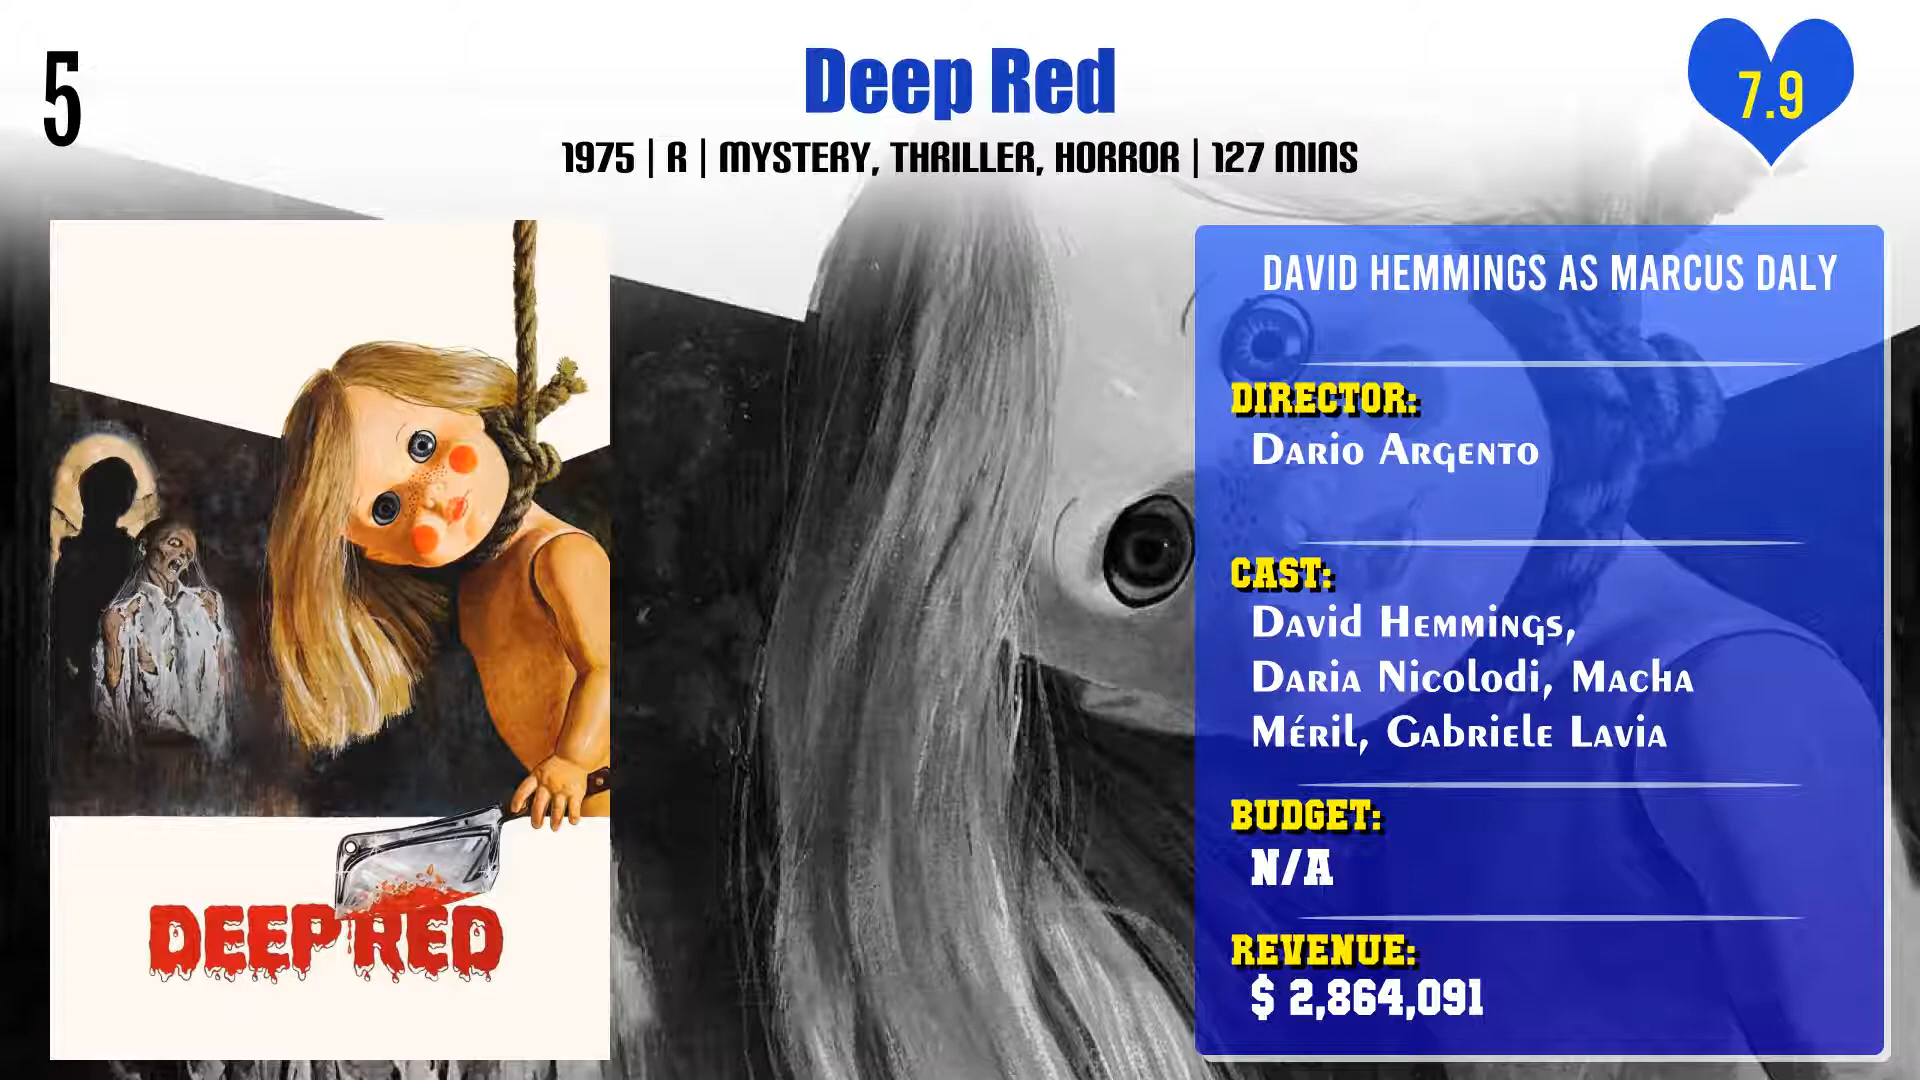 5
Deep Red
7.9
1975 | R | MYSTERY, THRILLER, HORROR | 127 MINS
DEEP RED
DAVID HEMMINGS AS MARCUS DALY
DIRECTOR:
Dario Argento
CAST:
David Hemmings,
Daria Nicolodi, Macha
Méril, Gabriele Lavia
BUDGET:
N/A
REVENUE:
$ 2,864,091